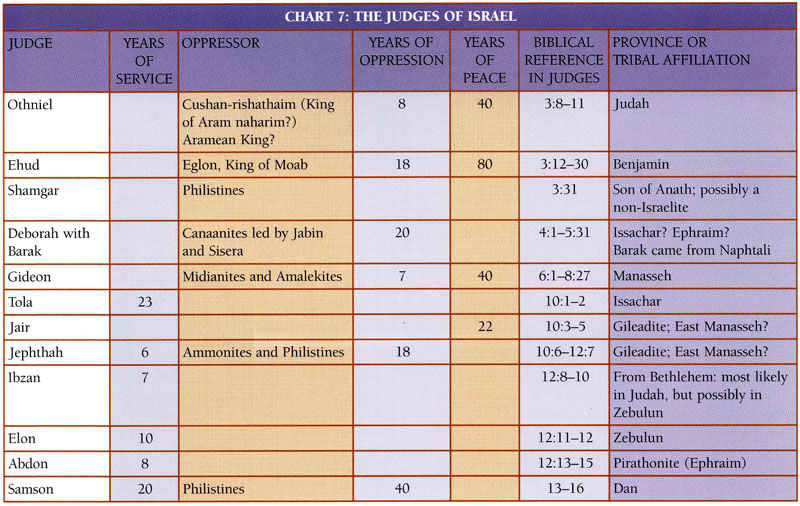 CHART 7: THE JUDGES OF ISRAEL
JUDGE YEARS OF SERVICE OPPRESSOR YEARS OF OPPRESSION YEARS OF PEACE BIBLICAL REFERENCE IN JUDGES PROVINCE OR TRIBAL AFFILIATION
Othniel Cushan-rishathaim (King of Aram naharim?) Aramean King? 8 40 3:8–11 Judah
Ehud Eglon, King of Moab 18 80 3:12–30 Benjamin
Shamgar Philistines 3:31 Son of Anath; possibly a non-Israelite
Deborah with Barak Canaanites led by Jabin and Sisera 20 4:1–5:31 Issachar? Ephraim? Barak came from Naphtali
Gideon Midianites and Amalekites 7 40 6:1–8:27 Manasseh
Tola 23 10:1–2 Issachar
Jair 22 10:3–5 Gileadite; East Manasseh?
Jephthah 6 Ammonites and Philistines 18 10:6–12:7 Gileadite; East Manasseh?
Ibzan 7 12:8–10 From Bethlehem: most likely in Judah, but possibly in Zebulun
Elon 10 12:11–12 Zebulun
Abdon 8 12:13–15 Pirathonite (Ephraim)
Samson 20 Philistines 40 13–16 Dan